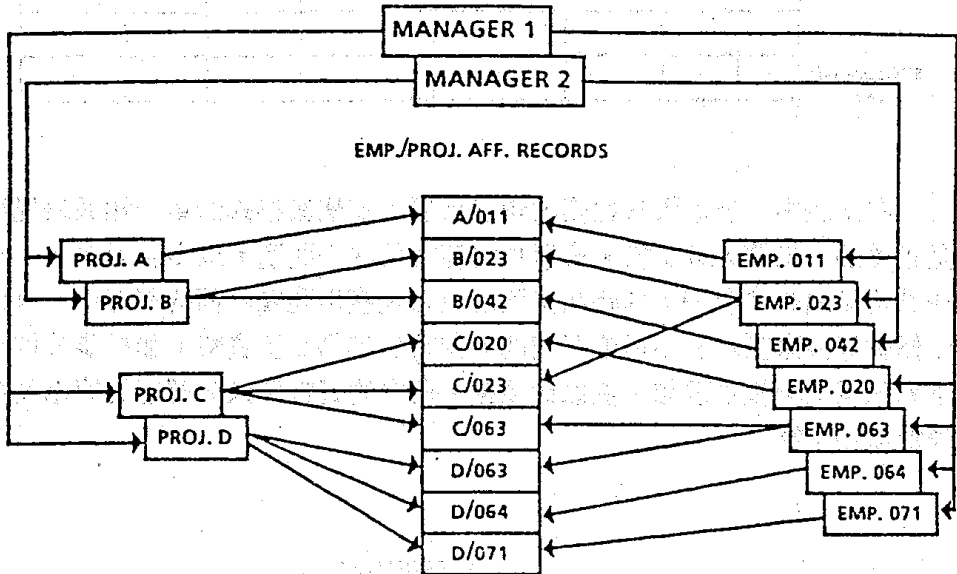 MANAGER 1
MANAGER 2
EMP./PROJ. AFF. RECORDS
A/011
B/023
B/042
C/020
C/023
C/063
D/063
D/064
D/071
PROJ. A
PROJ. B
PROJ. C
PROJ. D
EMP. 011
EMP. 023
EMP. 042
EMP. 020
EMP. 063
EMP. 064
EMP. 071